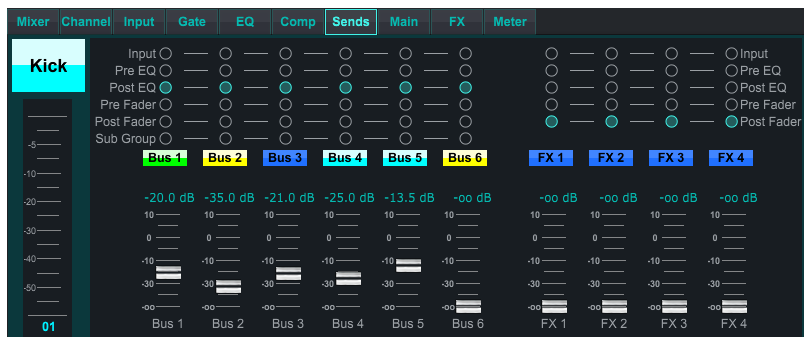 Mixer Channel Input Gate EQ Comp Sends Main FX Meter
Kick
Input Input
Pre EQ Pre EQ
Post EQ Post EQ
Pre Fader Pre Fader
Post Fader Post Fader
Sub Group
Bus 1 Bus 2 Bus 3 Bus 4 Bus 5 Bus 6 FX 1 FX 2 FX 3 FX 4
-20.0 dB -35.0 dB -21.0 dB -25.0 dB -13.5 dB -oo dB -oo dB -oo dB -oo dB -oo dB
10 10 10 10 10 10 10 10 10 10
0 0 0 0 0 0 0 0 0 0
-10 -10 -10 -10 -10 -10 -10 -10 -10 -10
-30 -30 -30 -30 -30 -30 -30 -30 -30 -30
-oo -oo -oo -oo -oo -oo -oo -oo -oo -oo
Bus 1 Bus 2 Bus 3 Bus 4 Bus 5 Bus 6 FX 1 FX 2 FX 3 FX 4
-5
-10
-20
-30
-40
-50
01